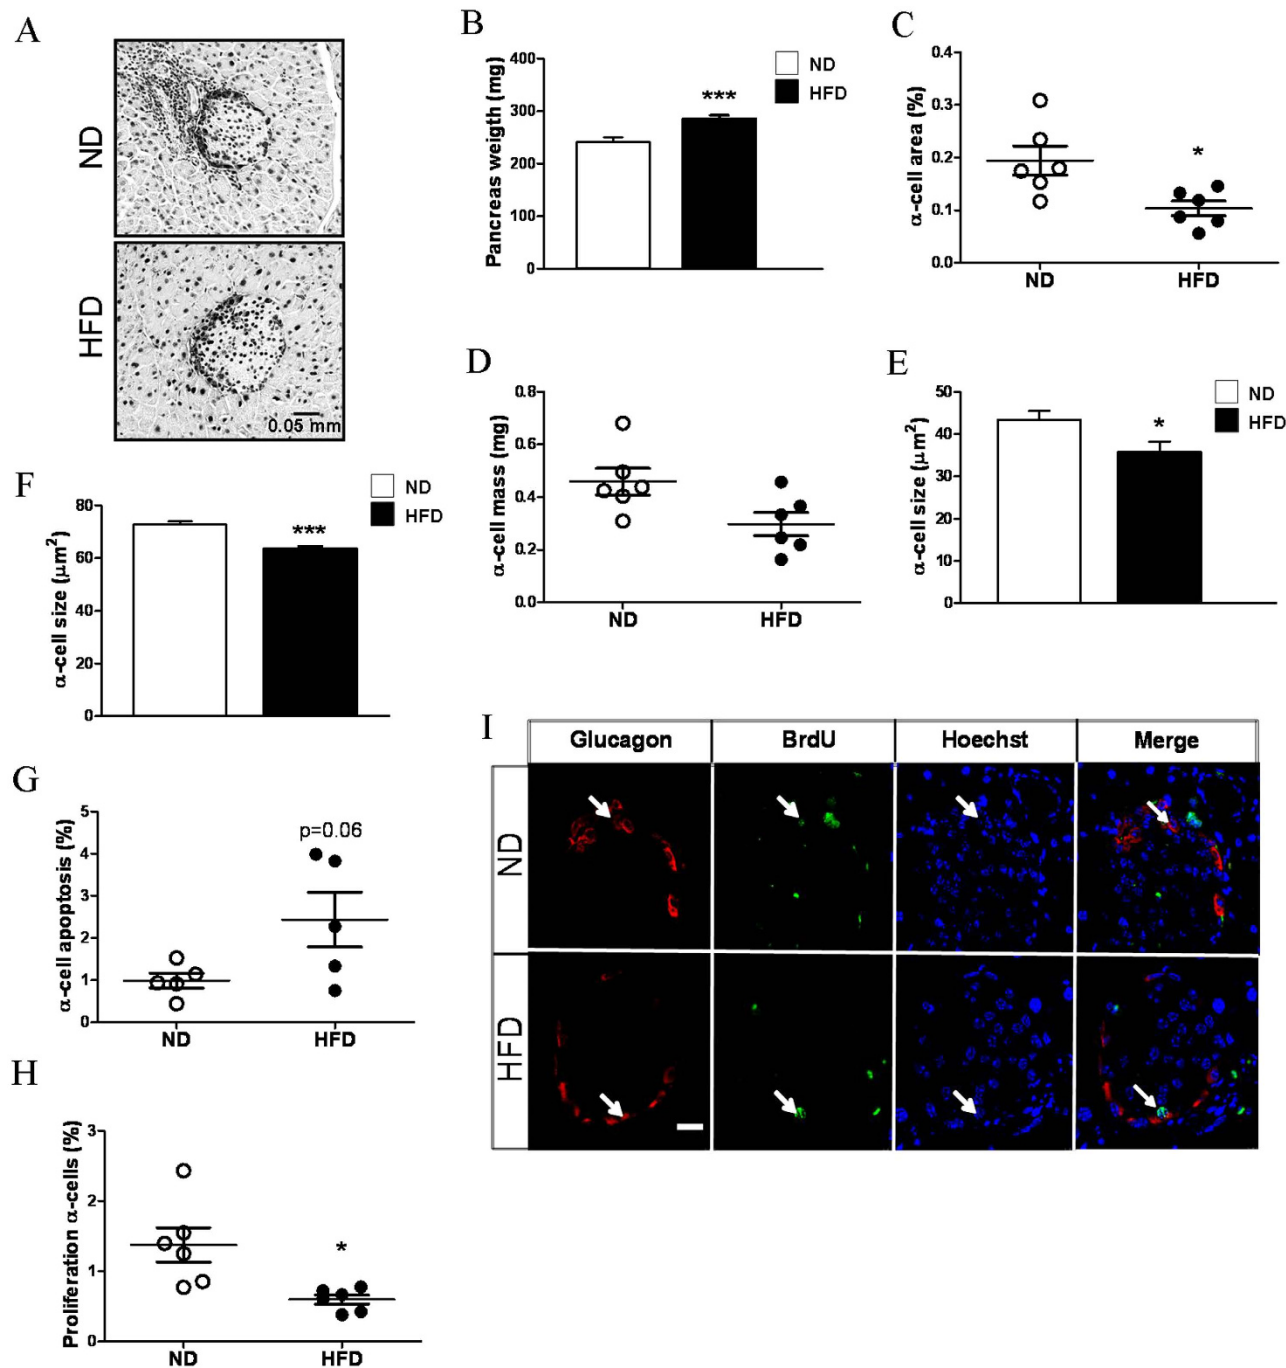 A
ND
HFD
0.05 mm
B
Pancreas weigth (mg)
400
300
200
100
0
***
ND
HFD
C
α-cell area (%)
0.4
0.3
0.2
0.1
0.0
*
ND
HFD
D
α-cell mass (mg)
0.8
0.6
0.4
0.2
0.0
ND
HFD
E
α-cell size (μm²)
50
40
30
20
10
0
*
ND
HFD
F
α-cell size (μm²)
80
60
40
20
0
***
ND
HFD
G
α-cell apoptosis (%)
5
4
3
2
1
0
p=0.06
ND
HFD
H
Proliferation α-cells (%)
3
2
1
0
*
ND
HFD
I
Glucagon BrdU Hoechst Merge
ND
HFD